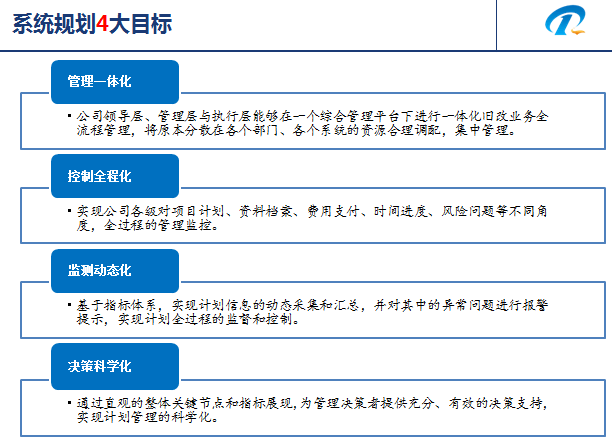 系统规划4大目标
管理一体化
• 公司领导层、管理层与执行层能够在一个综合管理平台下进行一体化旧改业务全
流程管理，将原本分散在各个部门、各个系统的资源合理调配，集中管理。
控制全程化
• 实现公司各级对项目计划、资料档案、费用支付、时间进度、风险问题等不同角
度，全过程的管理监控。
监测动态化
• 基于指标体系，实现计划信息的动态采集和汇总，并对其中的异常问题进行报警
提示，实现计划全过程的监督和控制。
决策科学化
• 通过直观的整体关键节点和指标展现,为管理决策者提供充分、有效的决策支持，
实现计划管理的科学化。